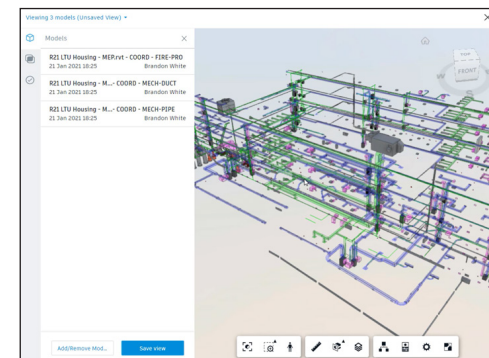 Viewing 3 models (Unsaved View)
Models
R21 LTU Housing - MEP.rvt - COORD - FIRE-PRO
21 Jan 2021 18:25 Brandon White
R21 LTU Housing - M...- COORD - MECH-DUCT
21 Jan 2021 18:25 Brandon White
R21 LTU Housing - M...- COORD - MECH-PIPE
21 Jan 2021 18:25 Brandon White
TOP
FRONT
Add/Remove Mod...
Save view